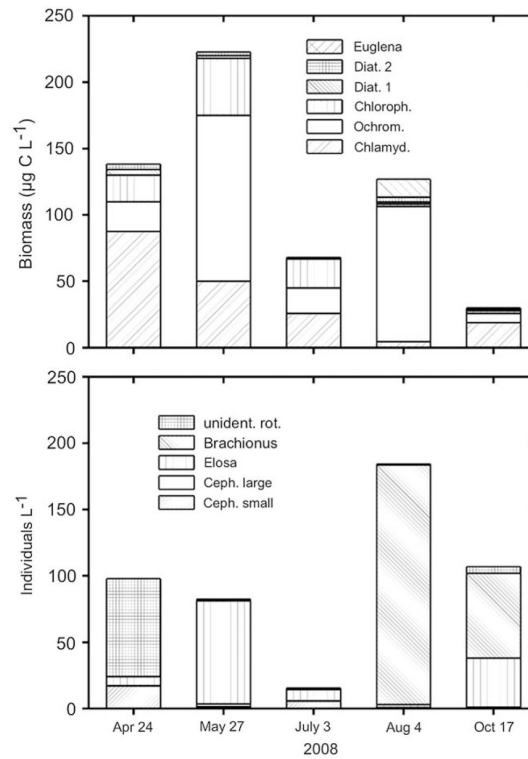 250
200
150
100
50
0
Biomass (µg C L-1)
Euglena
Diat. 2
Diat. 1
Chloroph.
Ochrom.
Chlamyd.
250
200
150
100
50
0
Individuals L-1
unident. rot.
Brachionus
Elosa
Ceph. large
Ceph. small
Apr 24 May 27 July 3 Aug 4 Oct 17
2008